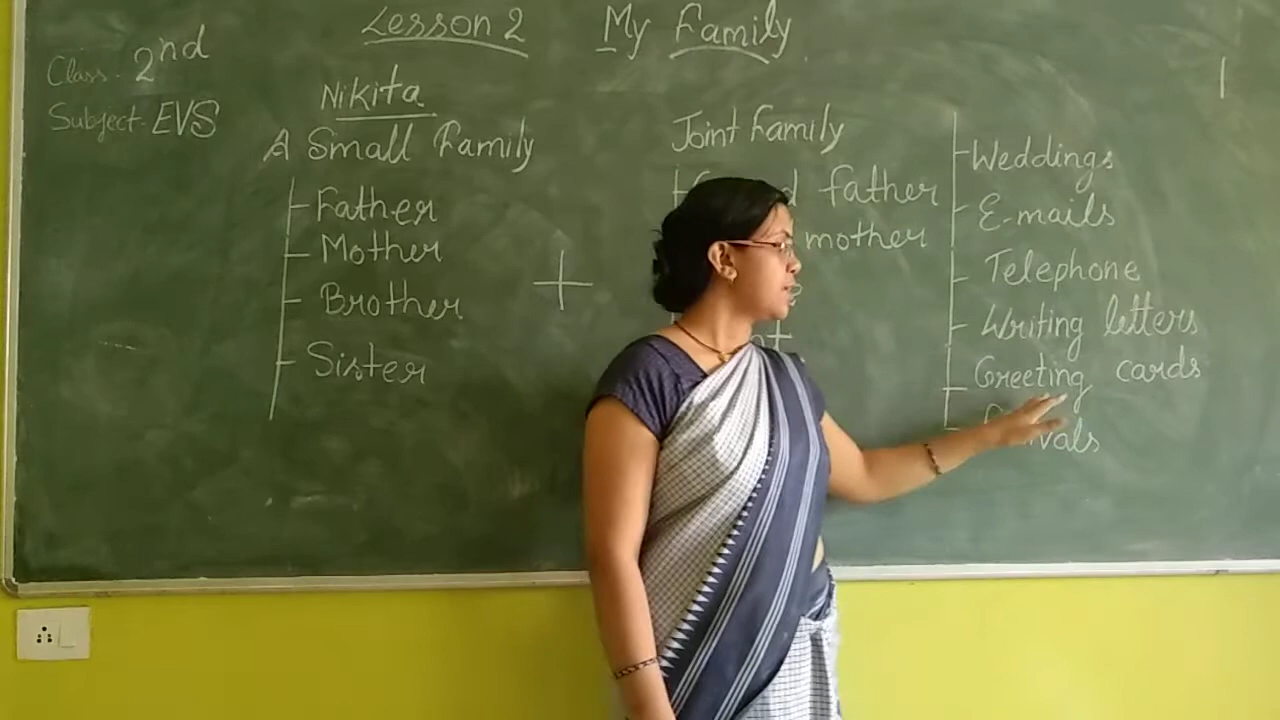 Lesson 2 My Family
Class- 2nd
Subject- EVS
Nikita
A Small Family
Father
Mother
Brother
Sister
+
Joint Family
father
mother
Weddings
E-mails
Telephone
Writing letters
Greeting cards